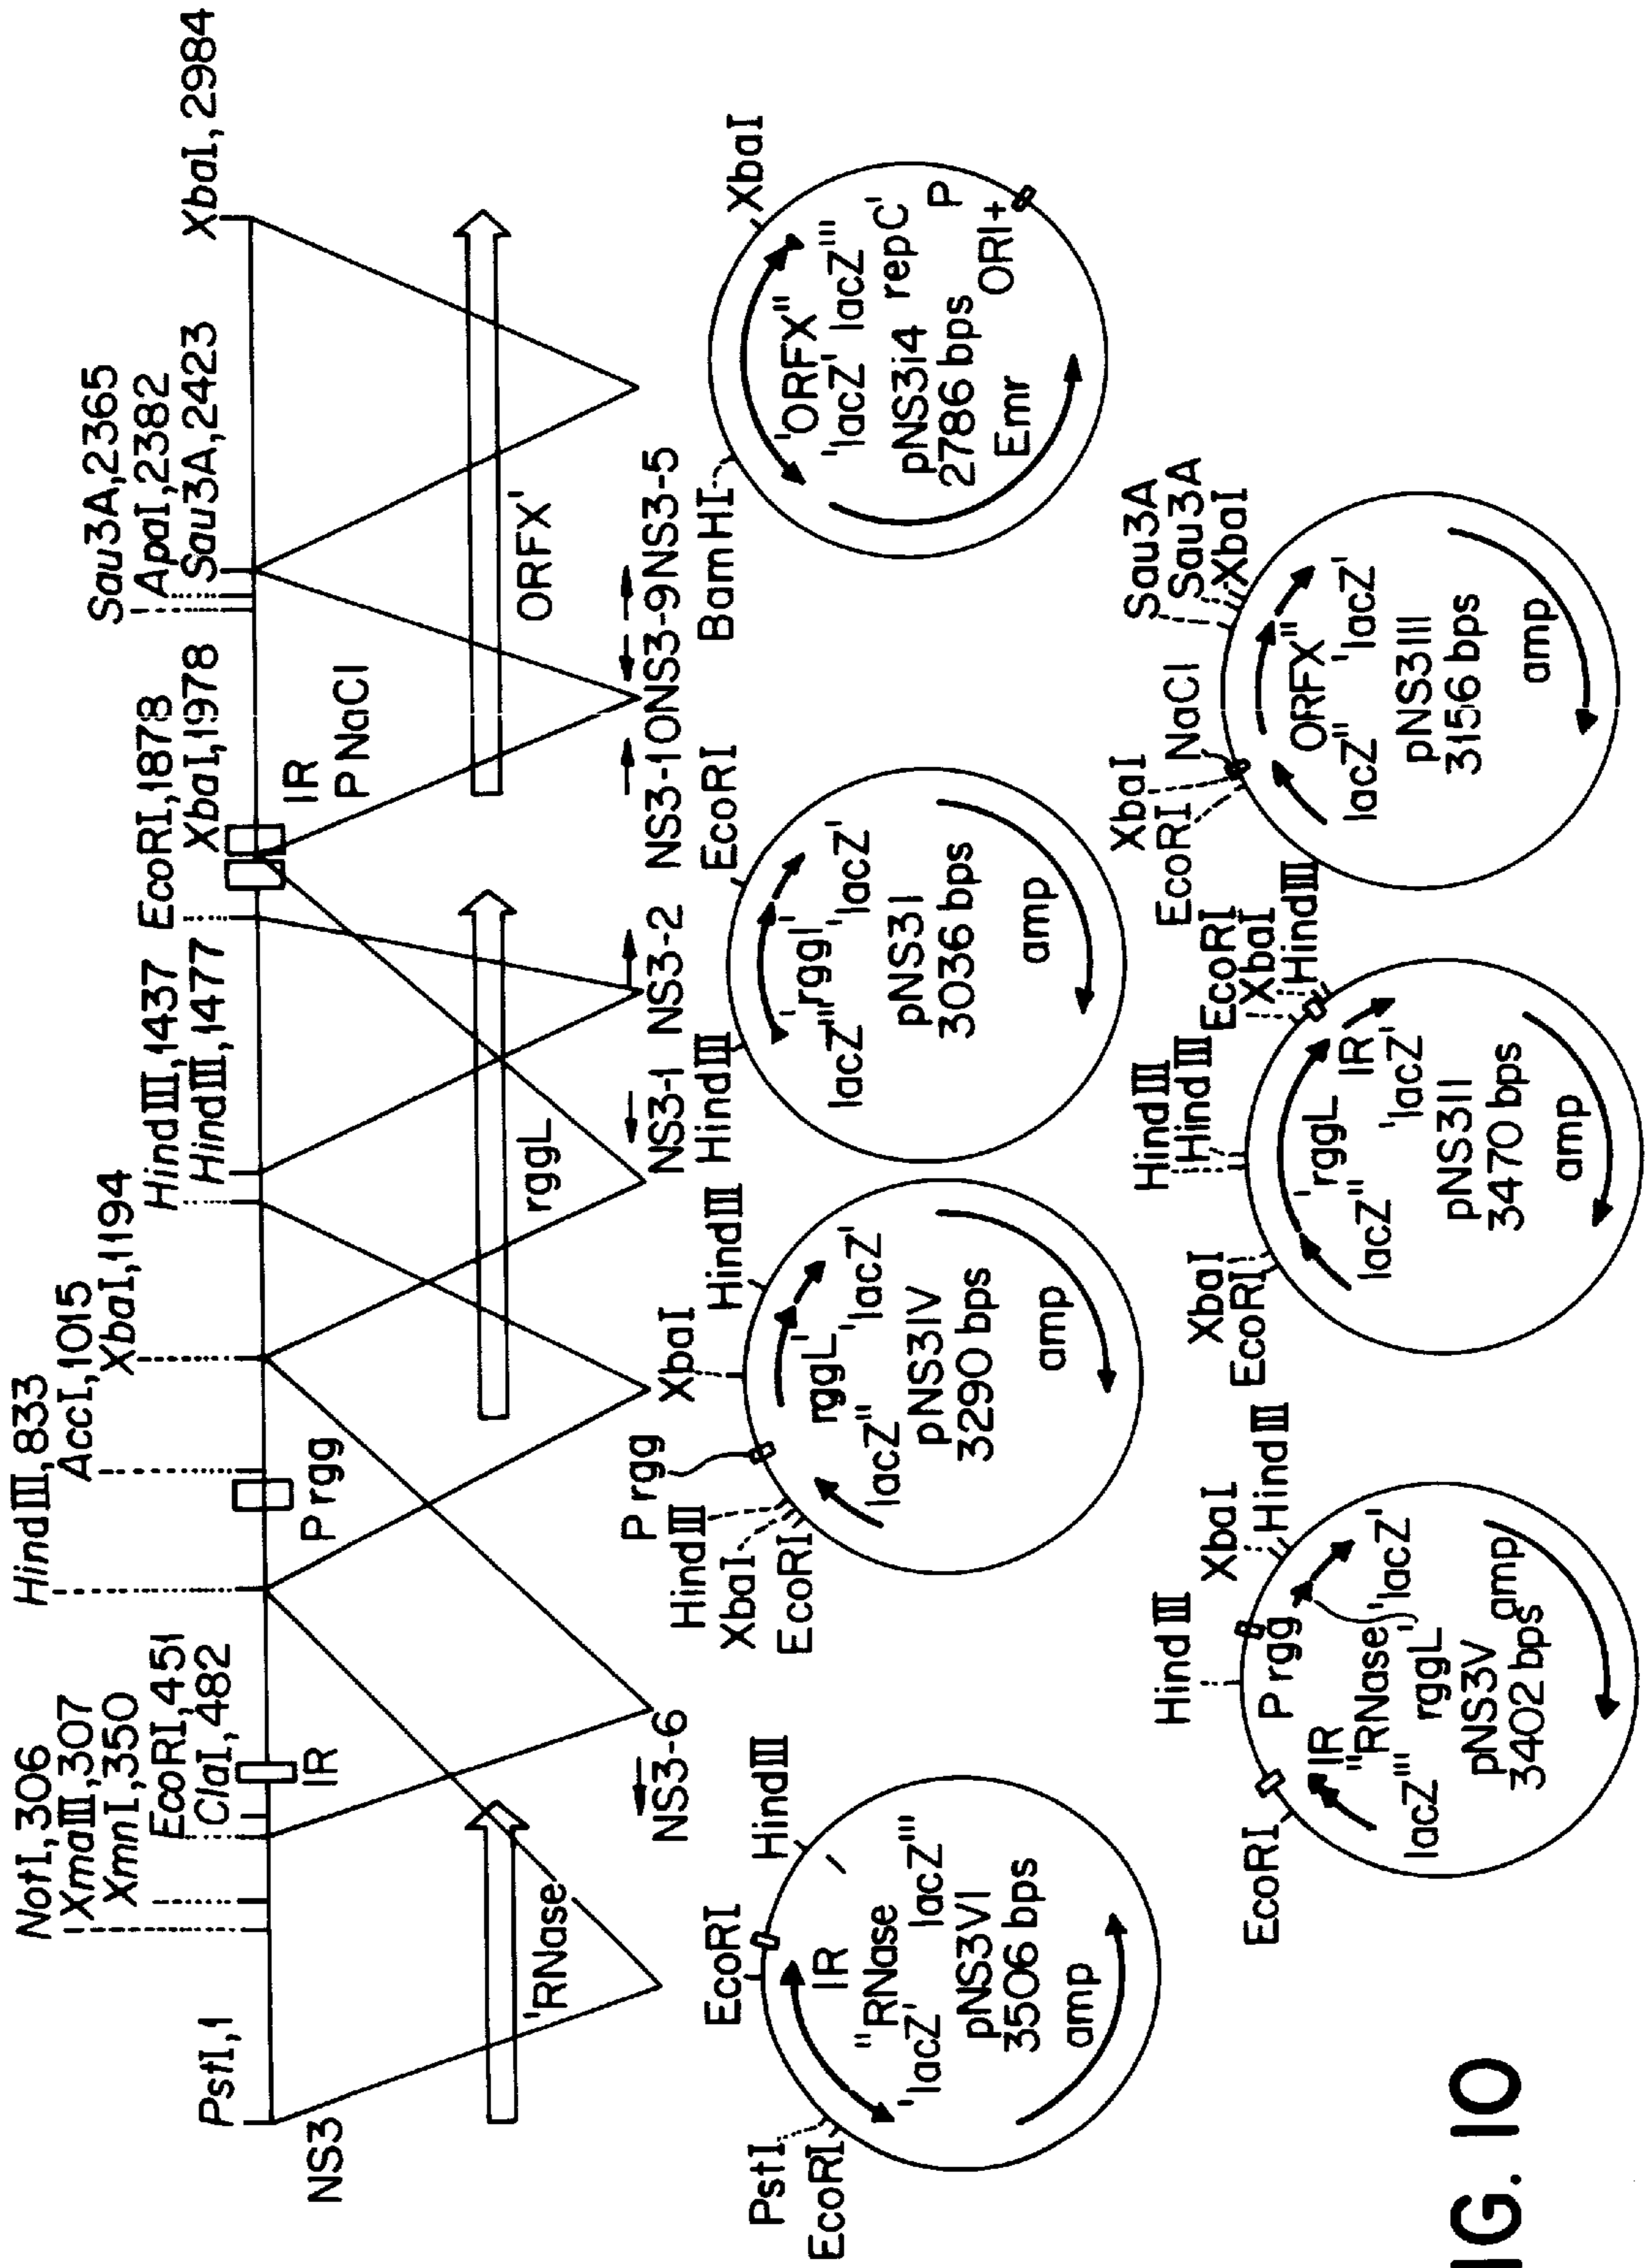 PstI, 1
NotI, 306
XmaIII, 307
XmnI, 350
EcoRI, 451
ClaI, 482
HindIII, 833
AccI, 1015
XbaI, 1194
HindIII, 1437
HindIII, 1477
EcoRI, 1878
XbaI, 1978
Sau3A, 2365
ApaI, 2382
Sau3A, 2423
XbaI, 2984
NS3
IR
P rgg
IR
P NaCl
'RNase
rggL
ORFX'
NS3-6
NS3-1
NS3-2
NS3-10
NS3-9
NS3-5
PstI
EcoRI
EcoRI
HindIII
IR
"RNase
'lacZ'
lacZ""
pNS3VI
3506 bps
amp
P rgg
HindIII
XbaI
EcoRI
XbaI
HindIII
rggL'
lacZ"'
'lacZ'
pNS3IV
3290 bps
amp
HindIII
EcoRI
'rggl'
lacZ"'
'lacZ'
pNS3I
3036 bps
amp
BamHI
XbaI
'ORFX"
'lacZ'
lacZ"'
pNS3i4
repC'
2786 bps
P
ORI+
Emr
EcoRI
HindIII
XbaI
HindIII
P rgg
IR
"RNase'
lacZ"'
'lacZ'
rggL
pNS3V
3402 bps
amp
XbaI
EcoRI
HindIII
HindIII
EcoRI
XbaI
HindIII
'rggL
IR
lacZ"
'lacZ'
pNS3II
3470 bps
amp
XbaI
EcoRI
NaCl
Sau3A
Sau3A
XbaI
ORFX"
lacZ"
'lacZ'
pNS3III
3156 bps
amp
IG. 10